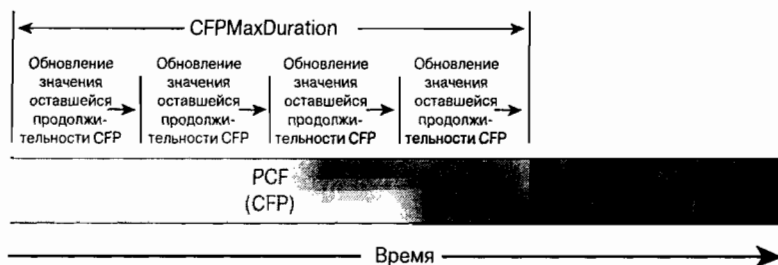 CFPMaxDuration
Обновление значения оставшейся продолжи- тельности CFP
Обновление значения оставшейся продолжи- тельности CFP
Обновление значения оставшейся продолжи- тельности CFP
Обновление значения оставшейся продолжи- тельности CFP
PCF
(CFP)
Время